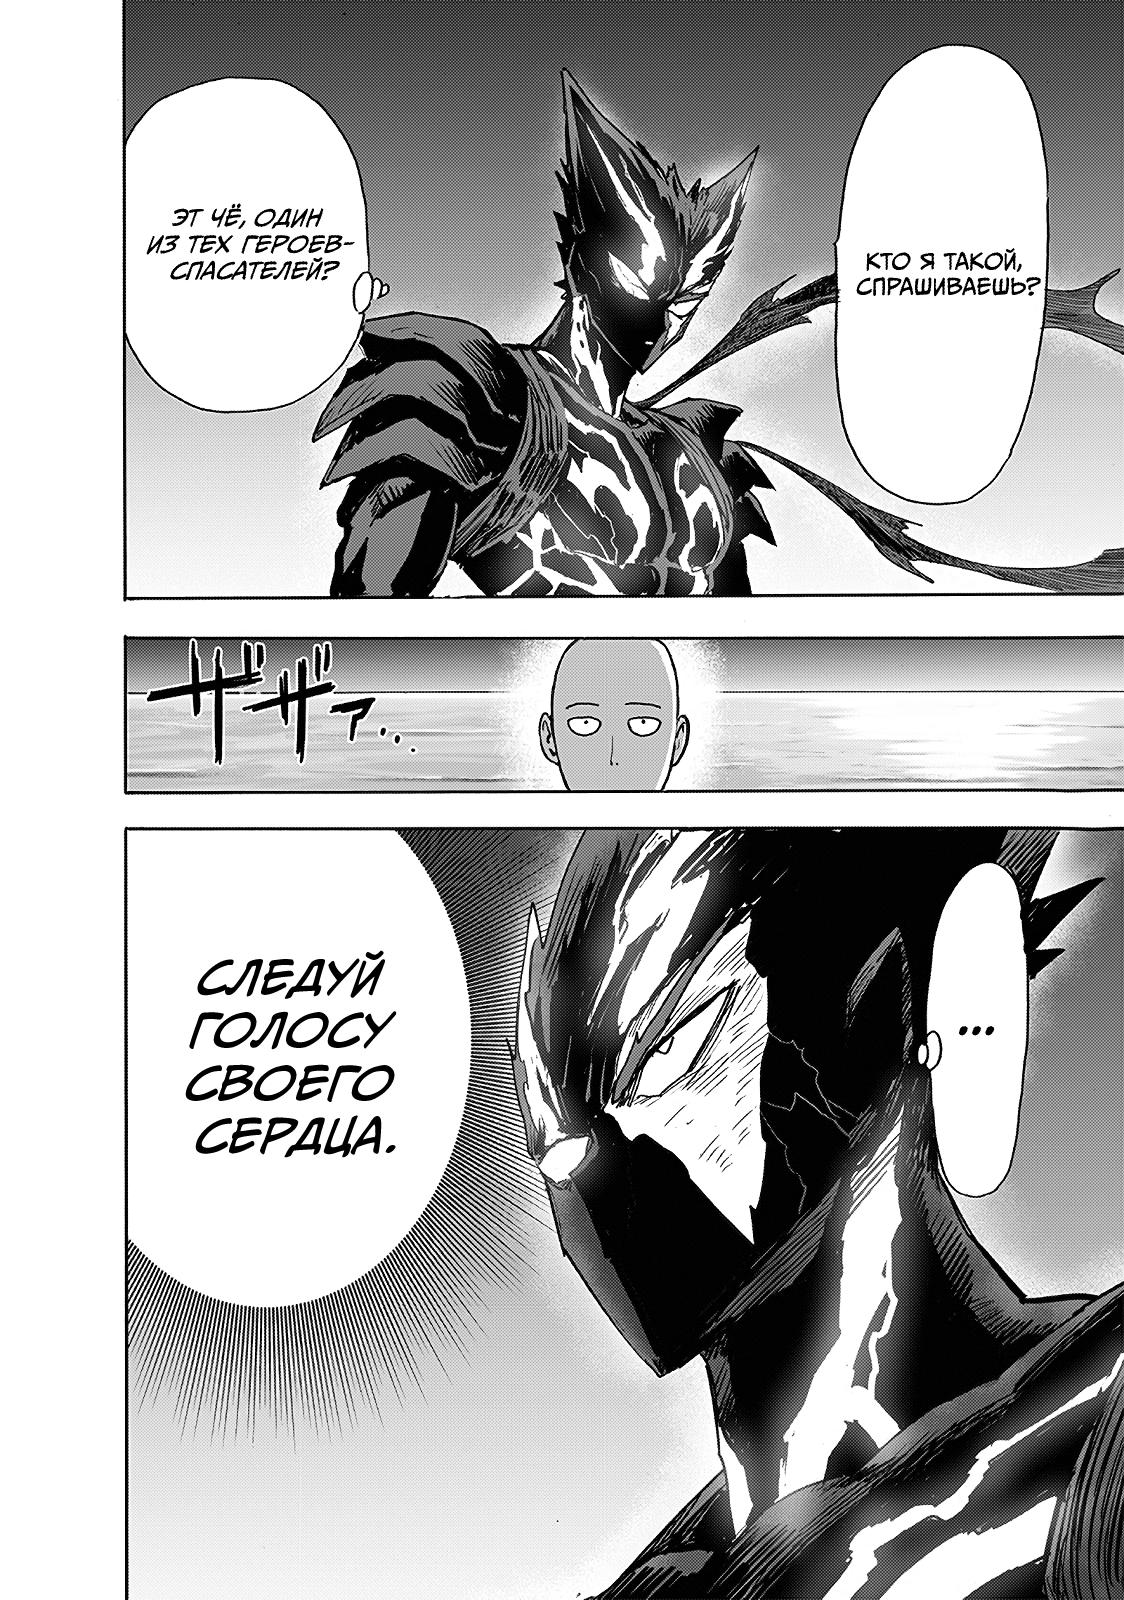 КТО Я ТАКОЙ,
СПРАШИВАЕШЬ?
ЭТ ЧЁ, ОДИН
ИЗ ТЕХ ГЕРОЕВ-
СПАСАТЕЛЕЙ?
ザザァ...
...
СЛЕДУЙ
ГОЛОСУ
СВОЕГО
СЕРДЦА.